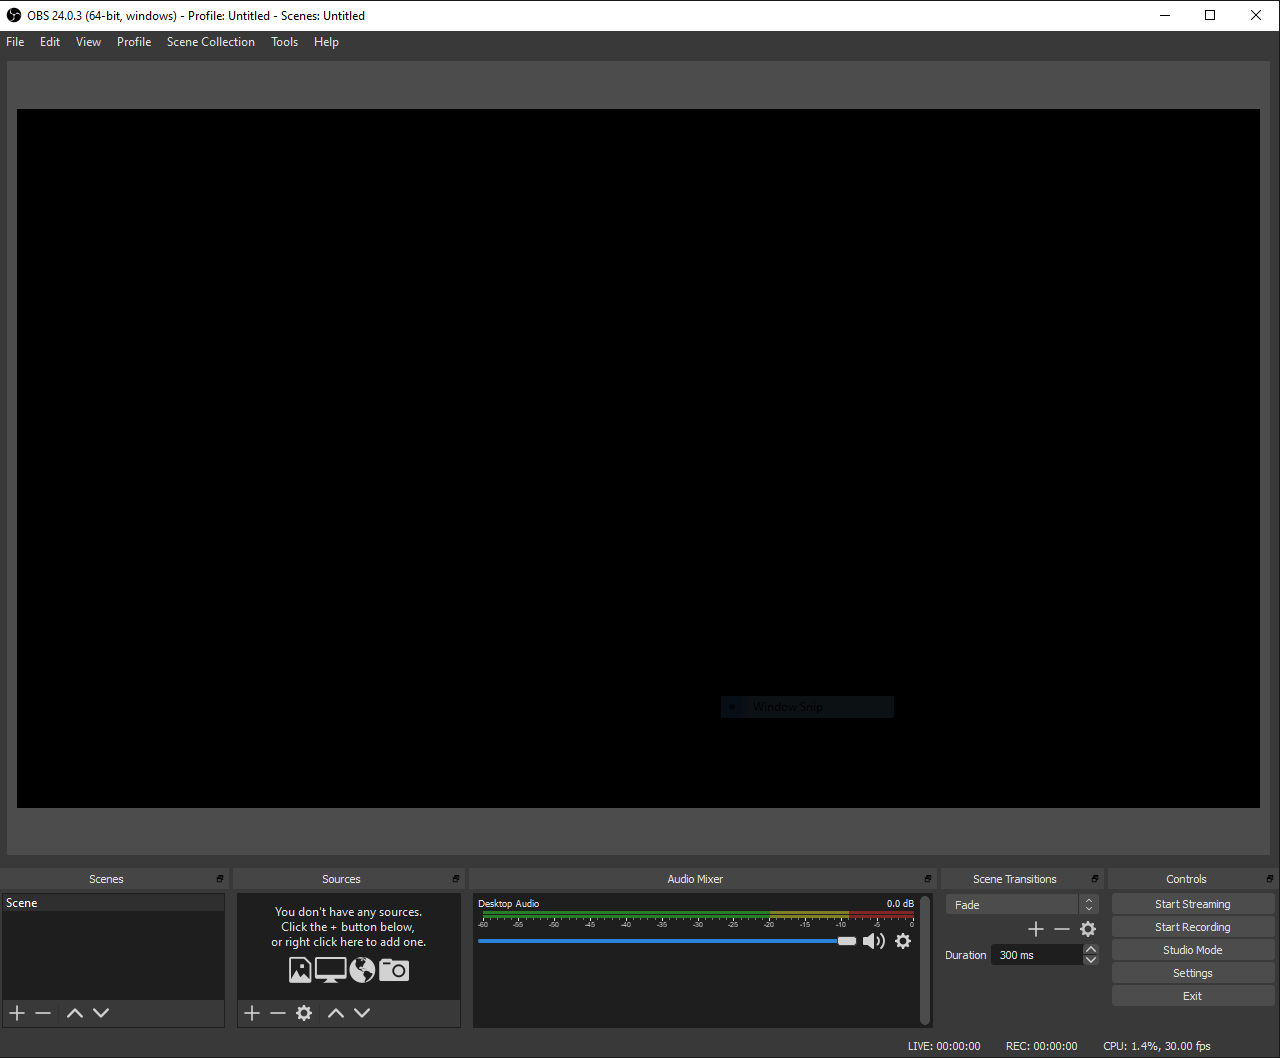 OBS 24.0.3 (64-bit, windows) - Profile: Untitled - Scenes: Untitled
File Edit View Profile Scene Collection Tools Help
Window Snip
Scenes
Scene
Sources
You don't have any sources.
Click the + button below,
or right click here to add one.
Audio Mixer
Desktop Audio 0.0 dB
-60 -55 -50 -45 -40 -35 -30 -25 -20 -15 -10 -5 0
Scene Transitions
Fade
Duration 300 ms
Controls
Start Streaming
Start Recording
Studio Mode
Settings
Exit
LIVE: 00:00:00 REC: 00:00:00 CPU: 1.4%, 30.00 fps